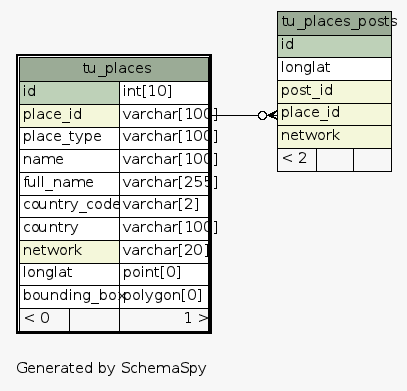 tu_places_posts
id
longlat
post_id
place_id
network
< 2
tu_places
id int[10]
place_id varchar[100]
place_type varchar[100]
name varchar[100]
full_name varchar[255]
country_code varchar[2]
country varchar[100]
network varchar[20]
longlat point[0]
bounding_box polygon[0]
< 0 1 >
Generated by SchemaSpy